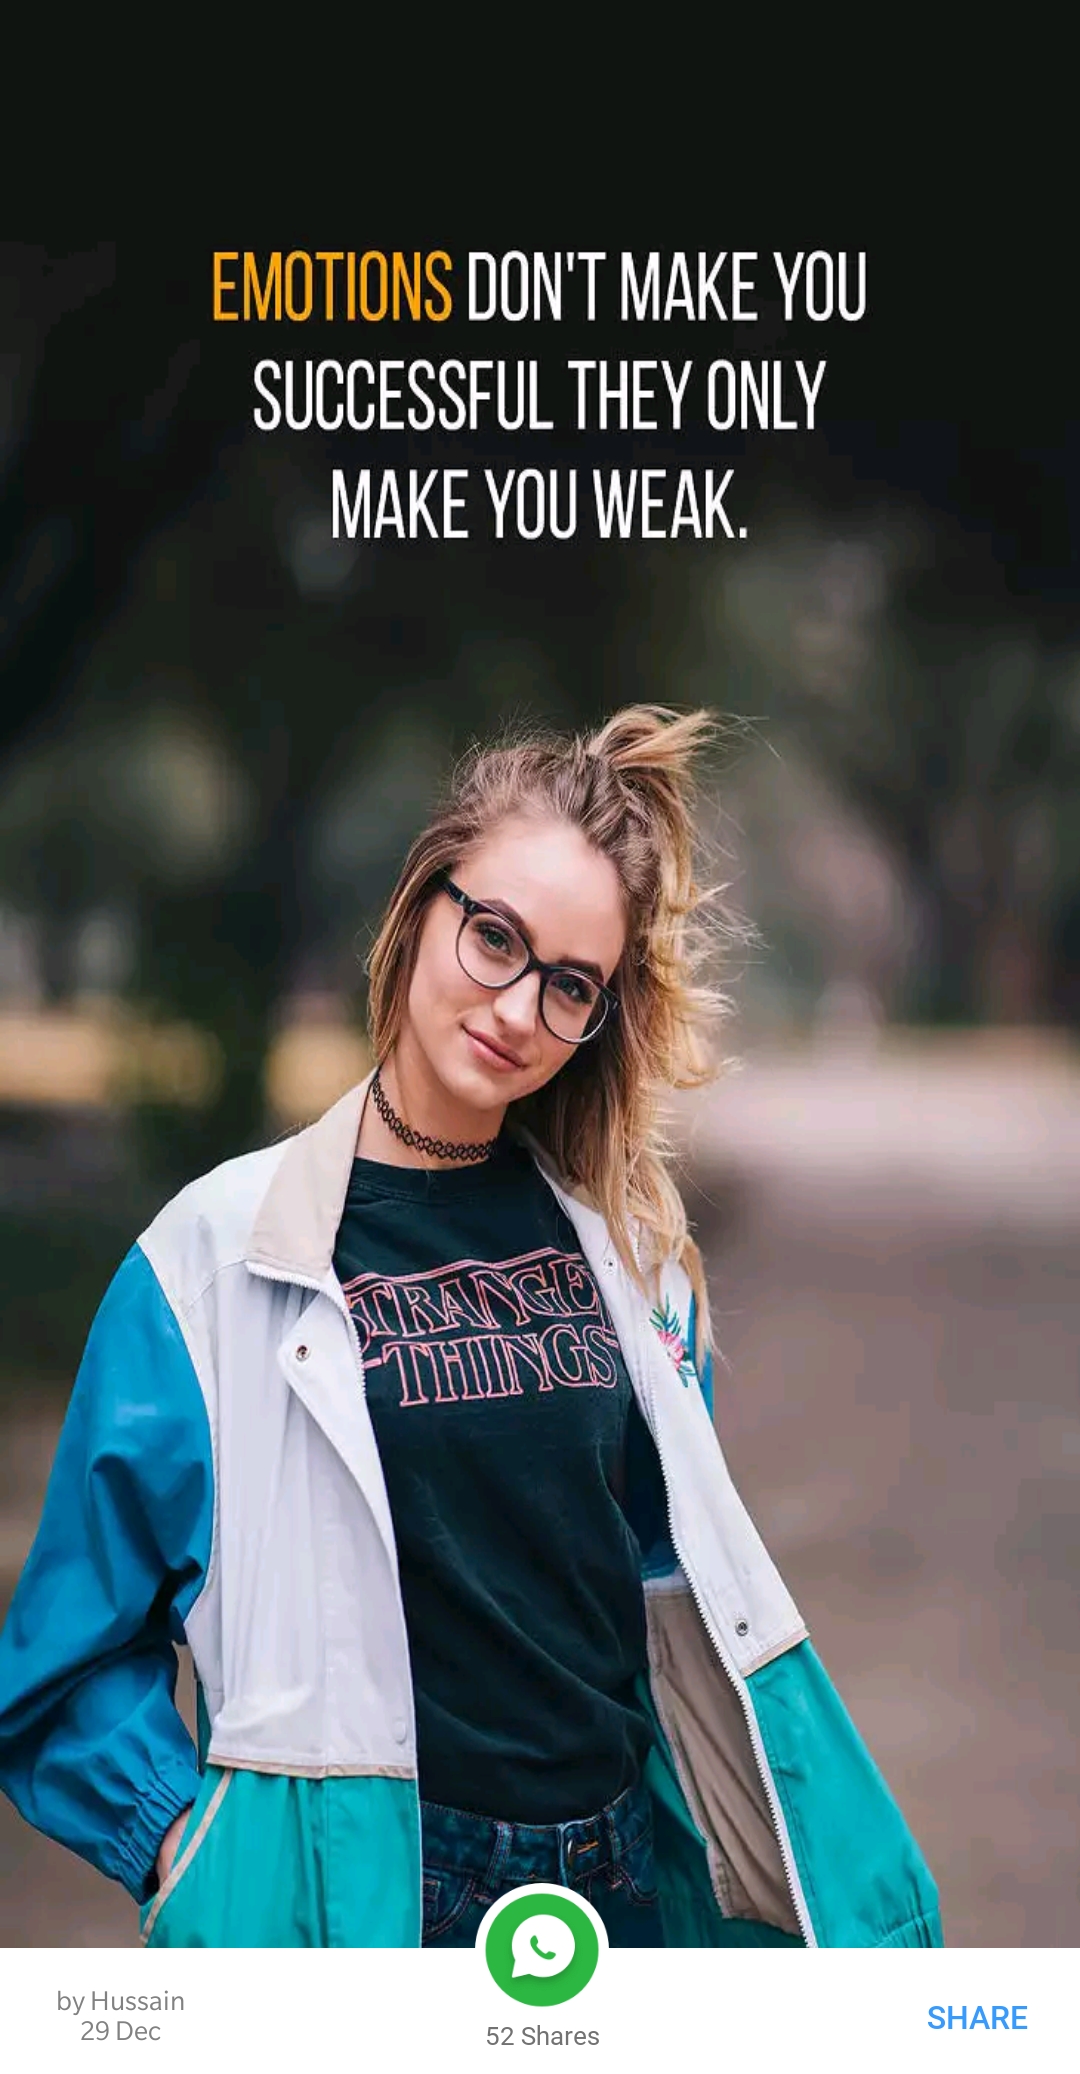 EMOTIONS DON'T MAKE YOU
SUCCESSFUL THEY ONLY
MAKE YOU WEAK.
STRANGER
THINGS
by Hussain
29 Dec
52 Shares
SHARE